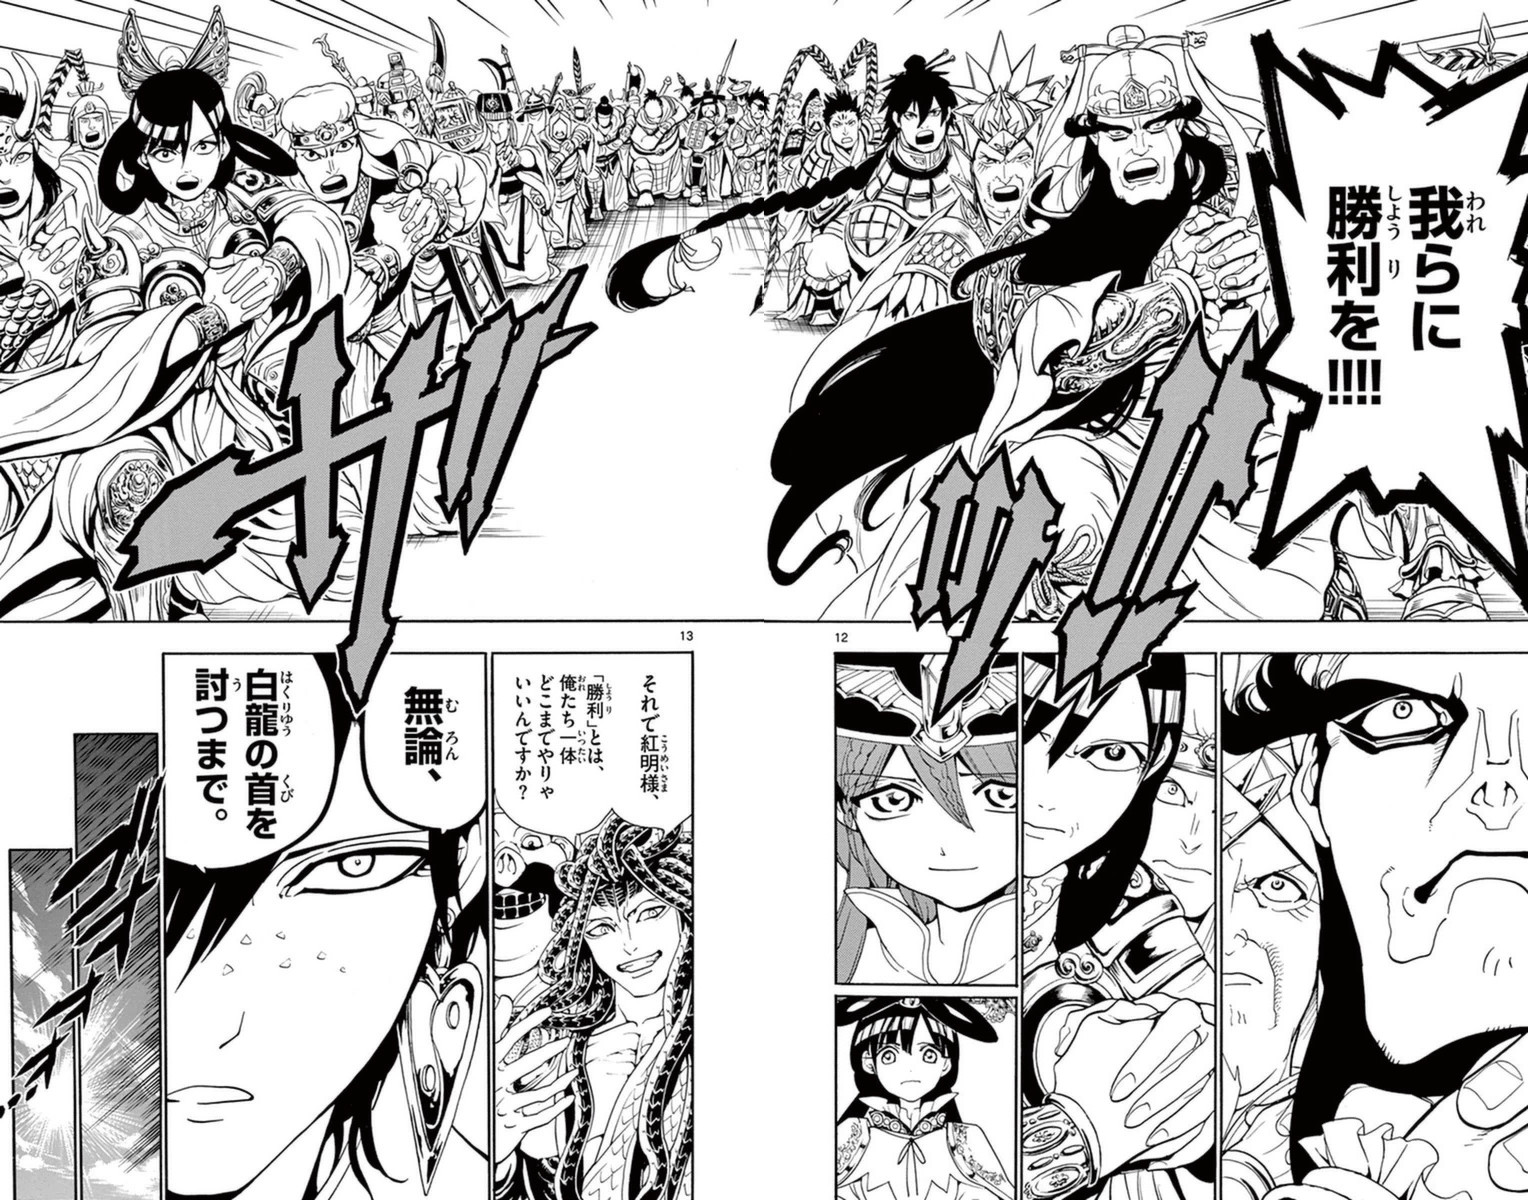 我らに
勝利を!!!!
ザッ
12
13
それで紅明様、
「勝利」とは、
俺たち一体
どこまでやりゃ
いいんですか?
無論、
白龍の首を
討つまで。